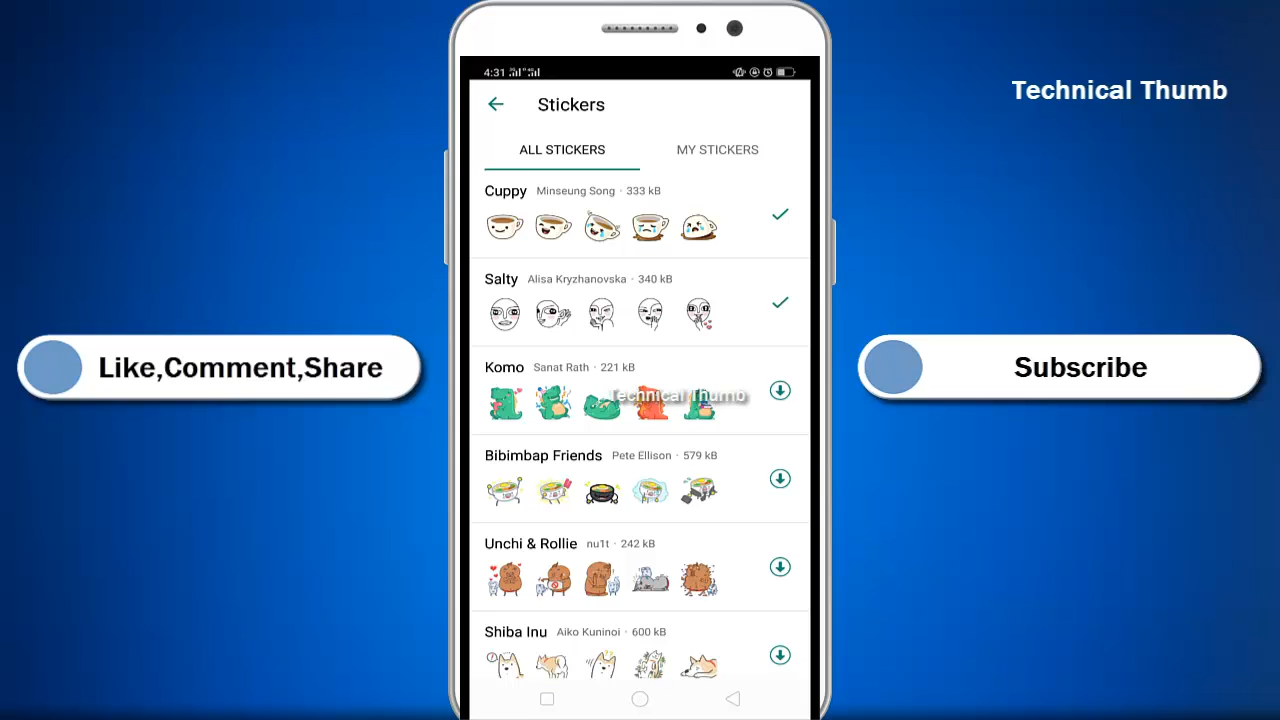 4:31
Technical Thumb
Stickers
ALL STICKERS MY STICKERS
Cuppy Minseung Song · 333 kB
Salty Alisa Kryzhanovska · 340 kB
Like,Comment,Share
Subscribe
Komo Sanat Rath · 221 kB
Technical Thumb
Bibimbap Friends Pete Ellison · 579 kB
Unchi & Rollie nu1t · 242 kB
Shiba Inu Aiko Kuninoi · 600 kB